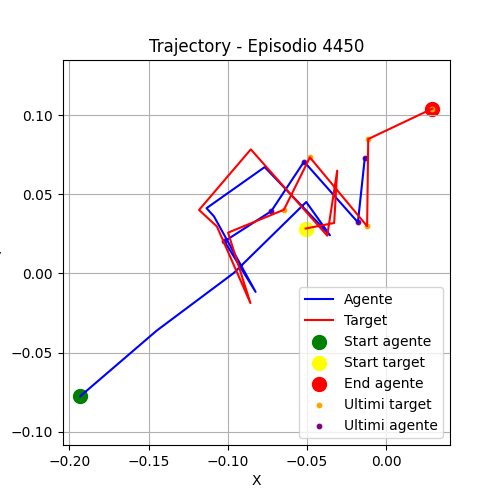 Trajectory - Episodio 4450
0.10
0.05
0.00
−0.05
−0.10
Agente
Target
Start agente
Start target
End agente
Ultimi target
Ultimi agente
−0.20
−0.15
−0.10
−0.05
0.00
X